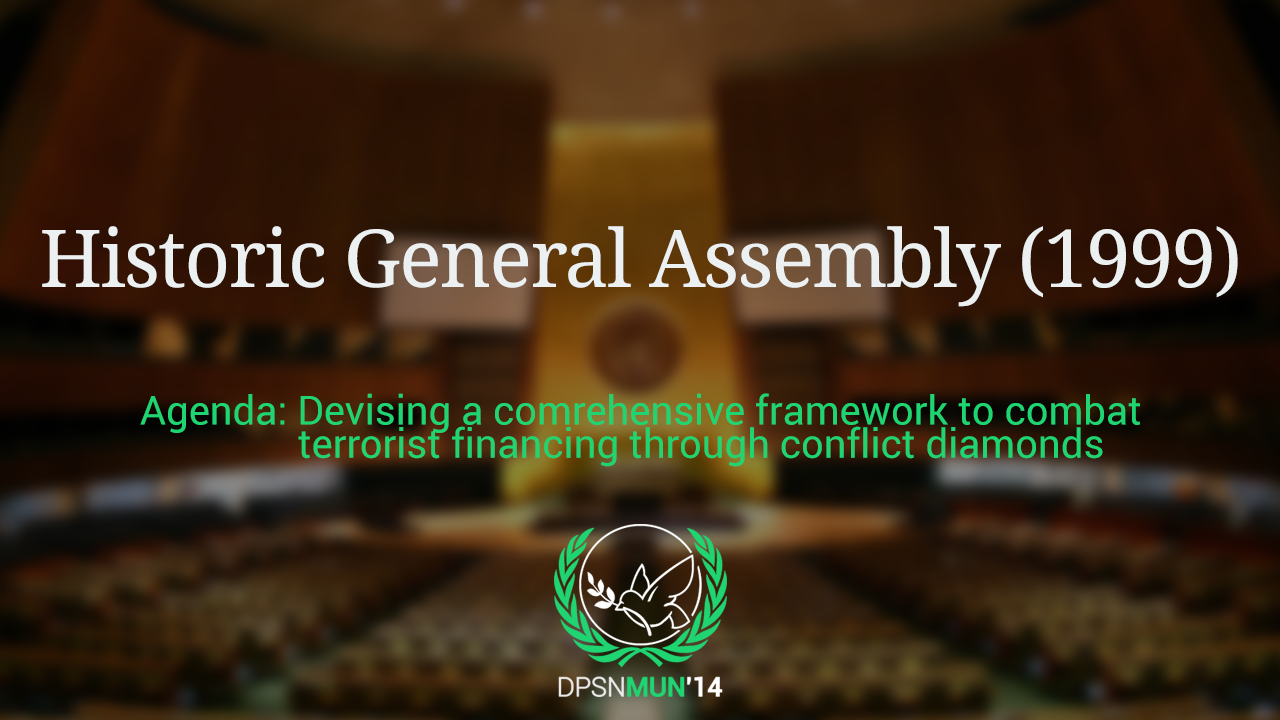 Historic General Assembly (1999)
Agenda: Devising a comrehensive framework to combat
terrorist financing through conflict diamonds
DPSNMUN'14